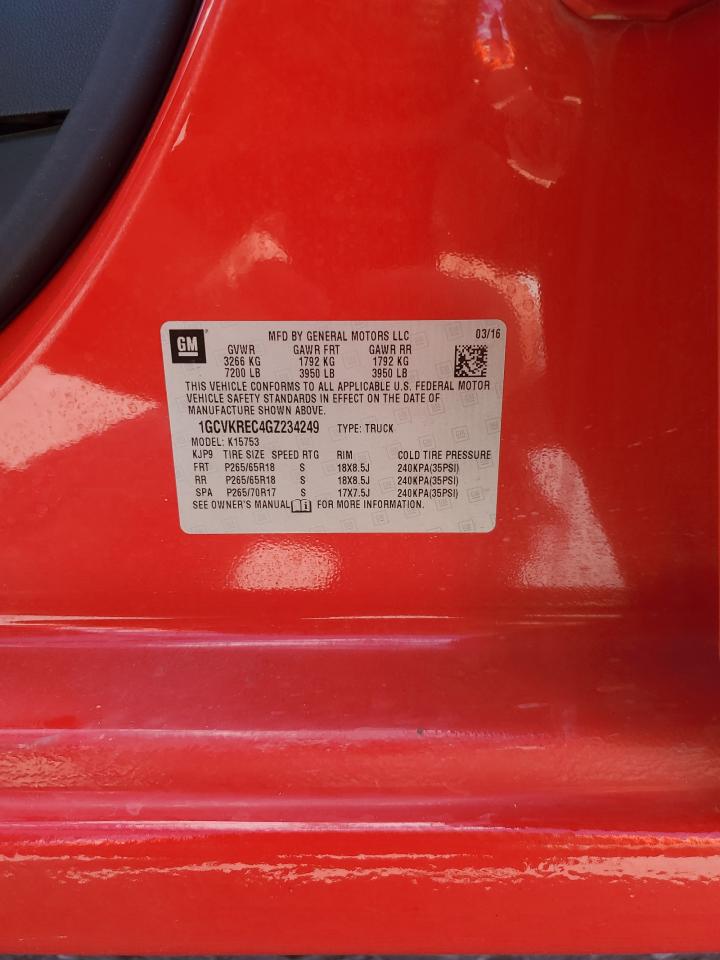 GM ® MFD BY GENERAL MOTORS LLC 03/16
GVWR GAWR FRT GAWR RR
3266 KG 1792 KG 1792 KG
7200 LB 3950 LB 3950 LB
THIS VEHICLE CONFORMS TO ALL APPLICABLE U.S. FEDERAL MOTOR
VEHICLE SAFETY STANDARDS IN EFFECT ON THE DATE OF
MANUFACTURE SHOWN ABOVE.
1GCVKREC4GZ234249 TYPE: TRUCK
MODEL: K15753
KJP9 TIRE SIZE SPEED RTG RIM COLD TIRE PRESSURE
FRT P265/65R18 S 18X8.5J 240KPA(35PSI)
RR P265/65R18 S 18X8.5J 240KPA(35PSI)
SPA P265/70R17 S 17X7.5J 240KPA(35PSI)
SEE OWNER'S MANUAL FOR MORE INFORMATION.